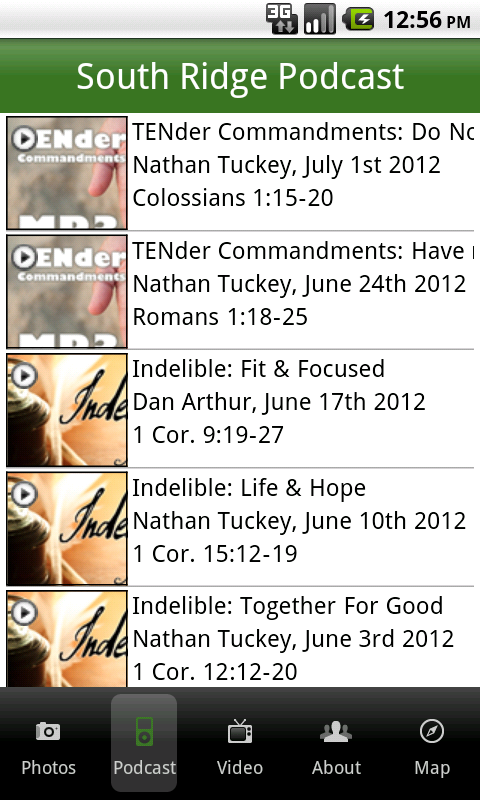 3G
12:56 PM
South Ridge Podcast
TENder
Commandments
MP3
TENder Commandments: Do No
Nathan Tuckey, July 1st 2012
Colossians 1:15-20
TENder
Commandments
MP3
TENder Commandments: Have
Nathan Tuckey, June 24th 2012
Romans 1:18-25
Inde
Indelible: Fit & Focused
Dan Arthur, June 17th 2012
1 Cor. 9:19-27
Inde
Indelible: Life & Hope
Nathan Tuckey, June 10th 2012
1 Cor. 15:12-19
Inde
Indelible: Together For Good
Nathan Tuckey, June 3rd 2012
1 Cor. 12:12-20
Photos
Podcast
Video
About
Map